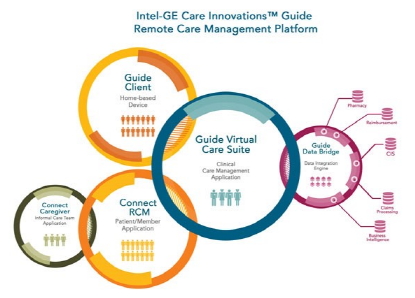 Intel-GE Care Innovations™ Guide
Remote Care Management Platform
Guide
Client
Home-based
Device
Guide Virtual
Care Suite
Clinical
Care Management
Application
Guide
Data Bridge
Data Integration
Engine
Pharmacy
Reimbursement
CIS
Claims
Processing
Business
Intelligence
Connect
RCM
Patient/Member
Application
Connect
Caregiver
Informal Care Team
Application